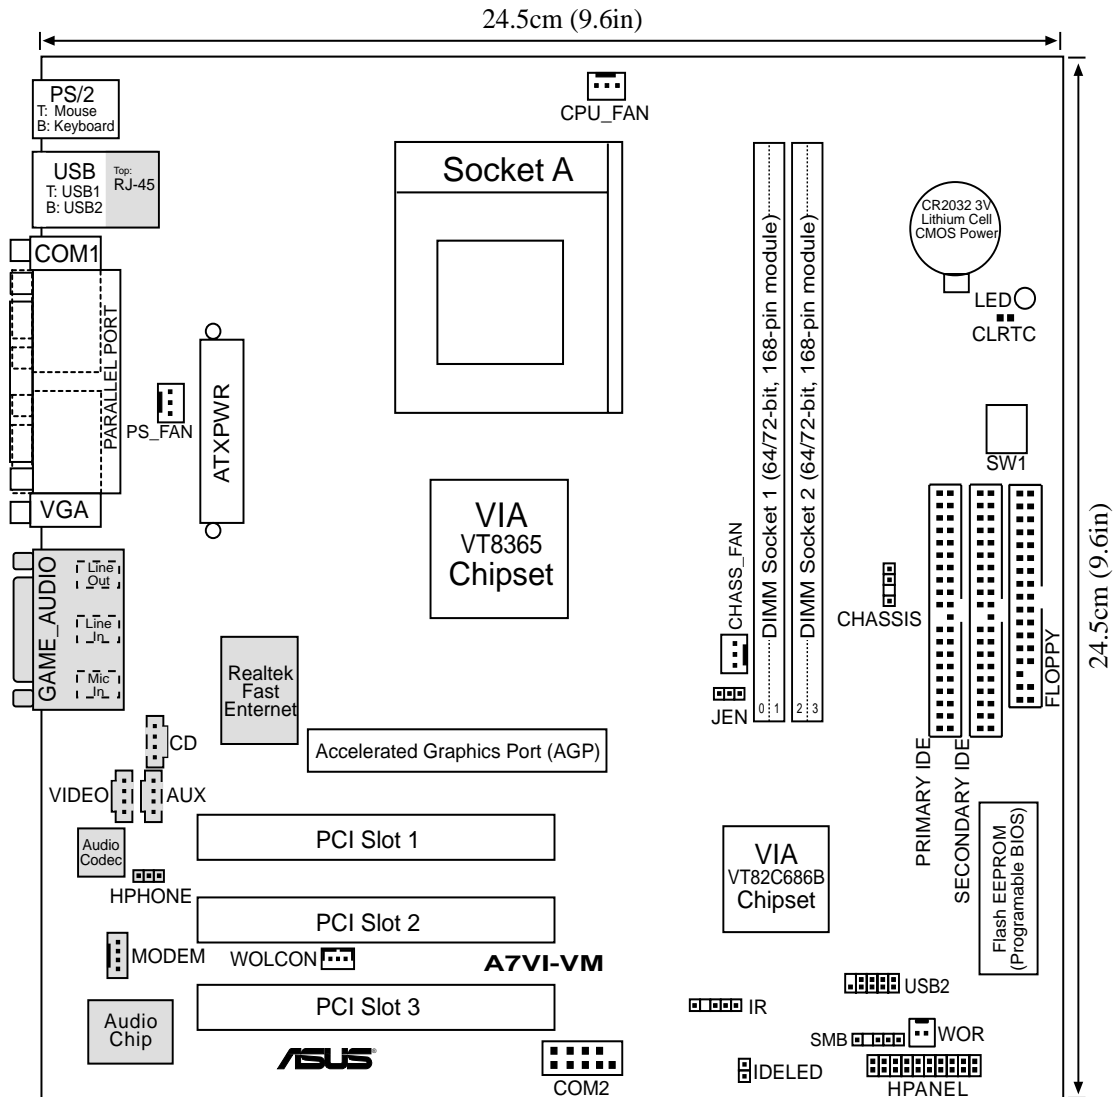 24.5cm (9.6in)
PS/2
T: Mouse
B: Keyboard
CPU_FAN
USB
T: USB1
B: USB2
Top:
RJ-45
Socket A
CR2032 3V
Lithium Cell
CMOS Power
COM1
LED
CLRTC
PARALLEL PORT
PS_FAN
ATXPWR
DIMM Socket 1 (64/72-bit, 168-pin module)
DIMM Socket 2 (64/72-bit, 168-pin module)
SW1
VGA
VIA
VT8365
Chipset
CHASS_FAN
24.5cm (9.6in)
GAME_AUDIO
Line
Out
Line
In
Mic
In
CHASSIS
FLOPPY
Realtek
Fast
Enternet
JEN
0 1
2 3
CD
Accelerated Graphics Port (AGP)
PRIMARY IDE
SECONDARY IDE
VIDEO
AUX
PCI Slot 1
Audio
Codec
VIA
VT82C686B
Chipset
Flash EEPROM
(Programable BIOS)
HPHONE
PCI Slot 2
MODEM
WOLCON
A7VI-VM
USB2
PCI Slot 3
IR
Audio
Chip
SMB
WOR
ASUS®
COM2
IDELED
HPANEL